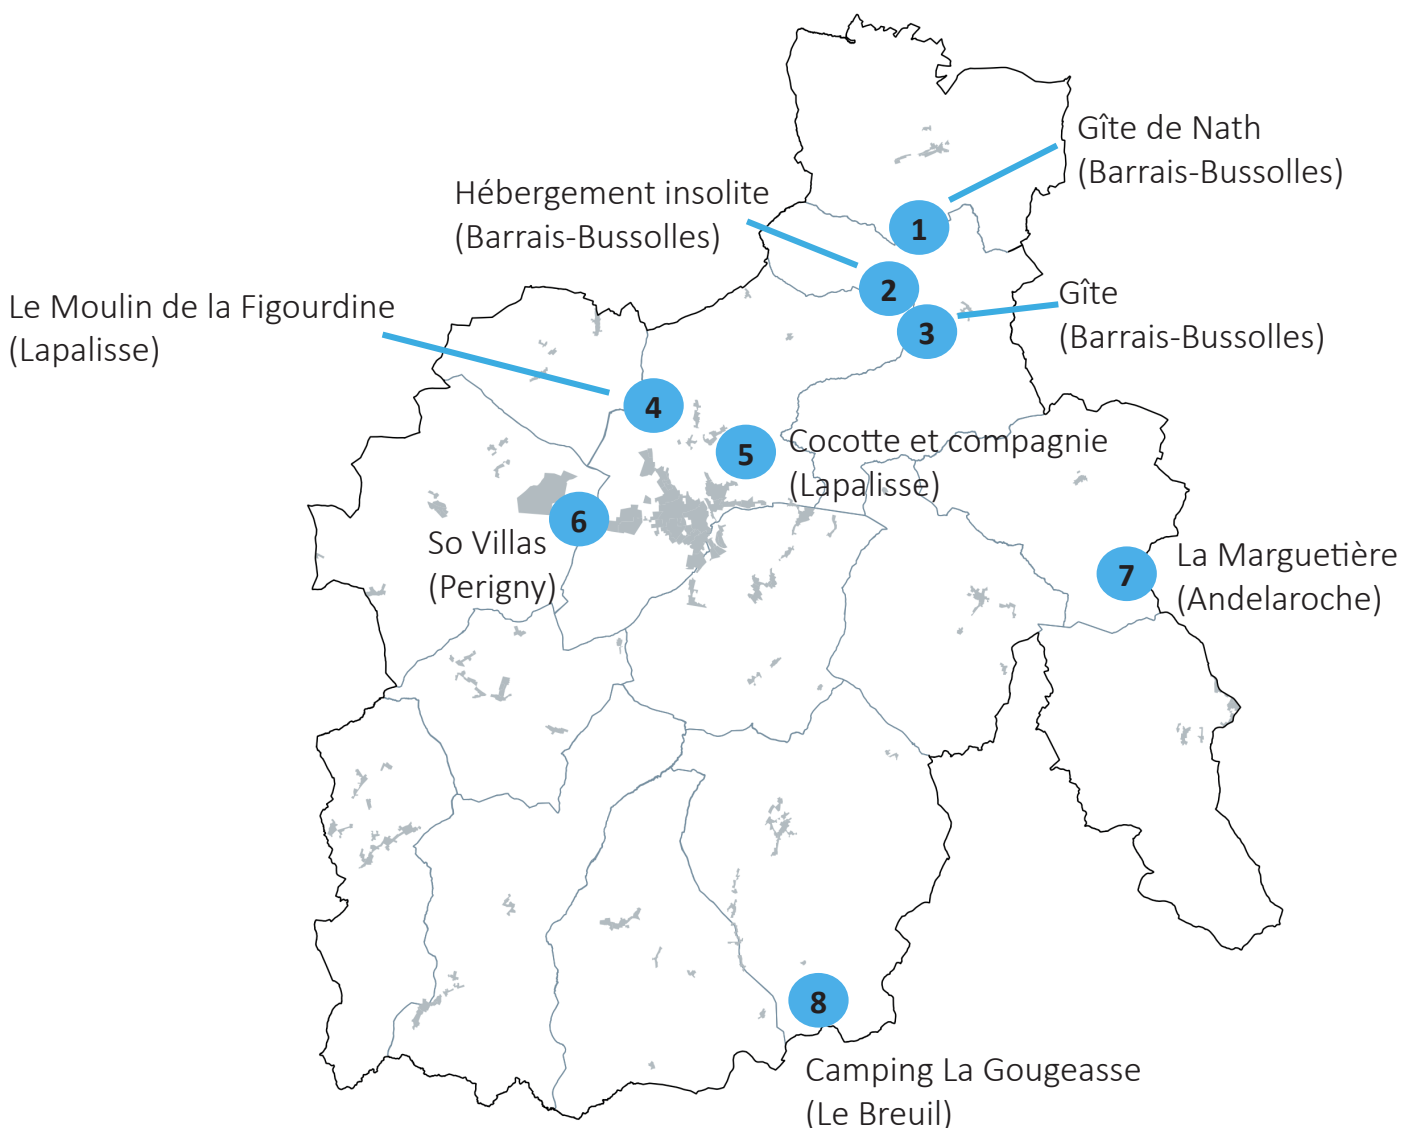 Gîte de Nath
(Barrais-Bussolles)
1
Hébergement insolite
(Barrais-Bussolles)
2
Gîte
(Barrais-Bussolles)
3
Le Moulin de la Figourdine
(Lapalisse)
4
5
Cocotte et compagnie
(Lapalisse)
6
So Villas
(Perigny)
7
La Marguetière
(Andelaroche)
8
Camping La Gougeasse
(Le Breuil)